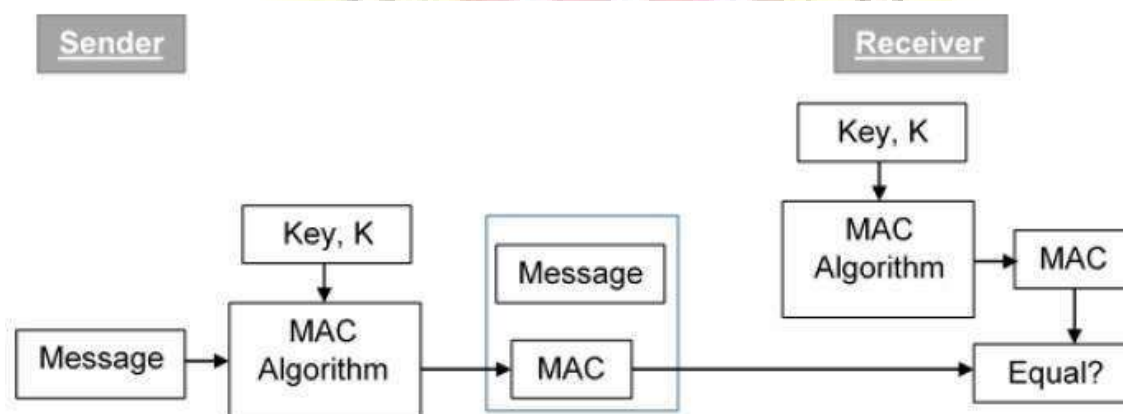 Sender
Receiver
Key, K
Key, K
MAC
Algorithm
MAC
Message
Message
MAC
Algorithm
MAC
Equal?